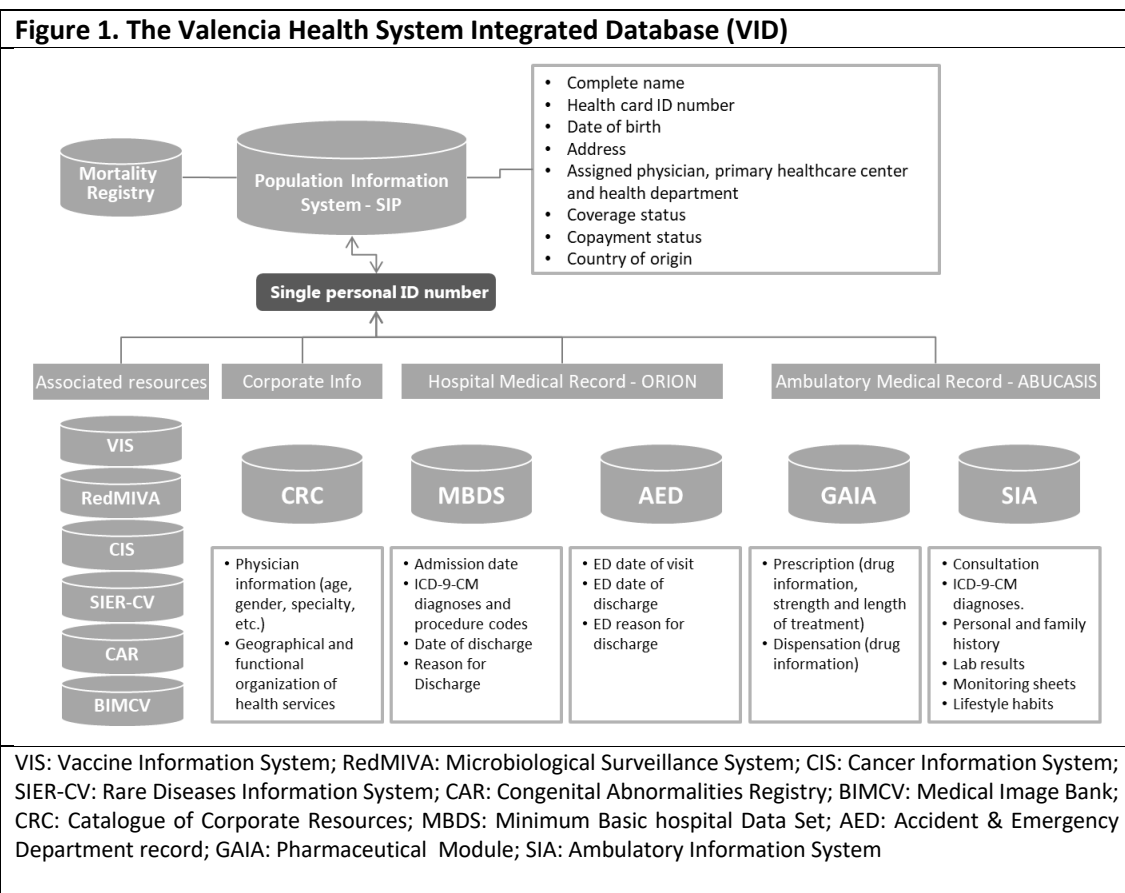 Figure 1. The Valencia Health System Integrated Database (VID)
Mortality
Registry
Population Information
System - SIP
• Complete name
• Health card ID number
• Date of birth
• Address
• Assigned physician, primary healthcare center
and health department
• Coverage status
• Copayment status
• Country of origin
Single personal ID number
Associated resources
Corporate Info
Hospital Medical Record - ORION
Ambulatory Medical Record - ABUCASIS
VIS
RedMIVA
CIS
SIER-CV
CAR
BIMCV
CRC
• Physician
information (age,
gender, specialty,
etc.)
• Geographical and
functional
organization of
health services
MBDS
• Admission date
• ICD-9-CM
diagnoses and
procedure codes
• Date of discharge
• Reason for
Discharge
AED
• ED date of visit
• ED date of
discharge
• ED reason for
discharge
GAIA
• Prescription (drug
information,
strength and length
of treatment)
• Dispensation (drug
information)
SIA
• Consultation
• ICD-9-CM
diagnoses.
• Personal and family
history
• Lab results
• Monitoring sheets
• Lifestyle habits
VIS: Vaccine Information System; RedMIVA: Microbiological Surveillance System; CIS: Cancer Information System;
SIER-CV: Rare Diseases Information System; CAR: Congenital Abnormalities Registry; BIMCV: Medical Image Bank;
CRC: Catalogue of Corporate Resources; MBDS: Minimum Basic hospital Data Set; AED: Accident & Emergency
Department record; GAIA: Pharmaceutical Module; SIA: Ambulatory Information System